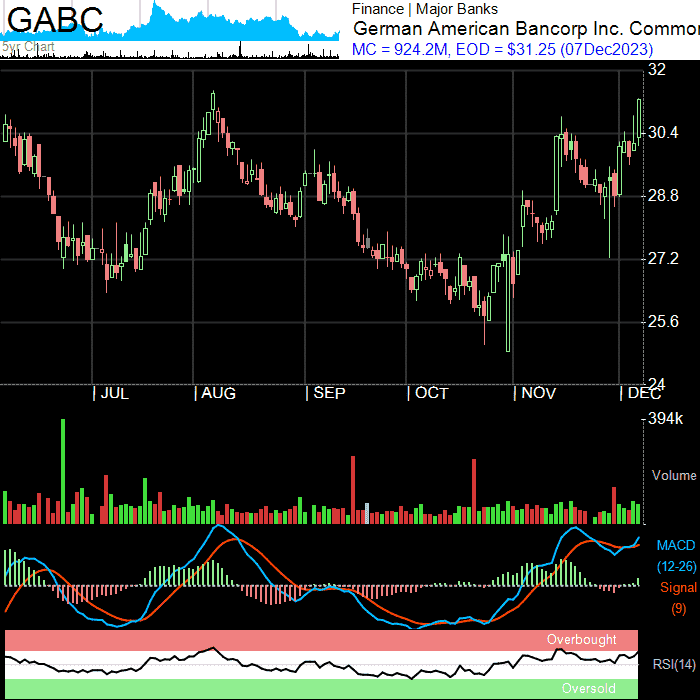 GABC
5yr Chart
Finance | Major Banks
German American Bancorp Inc. Common
MC = 924.2M, EOD = $31.25 (07Dec2023)
32
30.4
28.8
27.2
25.6
24
JUL
AUG
SEP
OCT
NOV
DEC
394k
Volume
MACD
(12-26)
Signal
(9)
Overbought
RSI(14)
Oversold